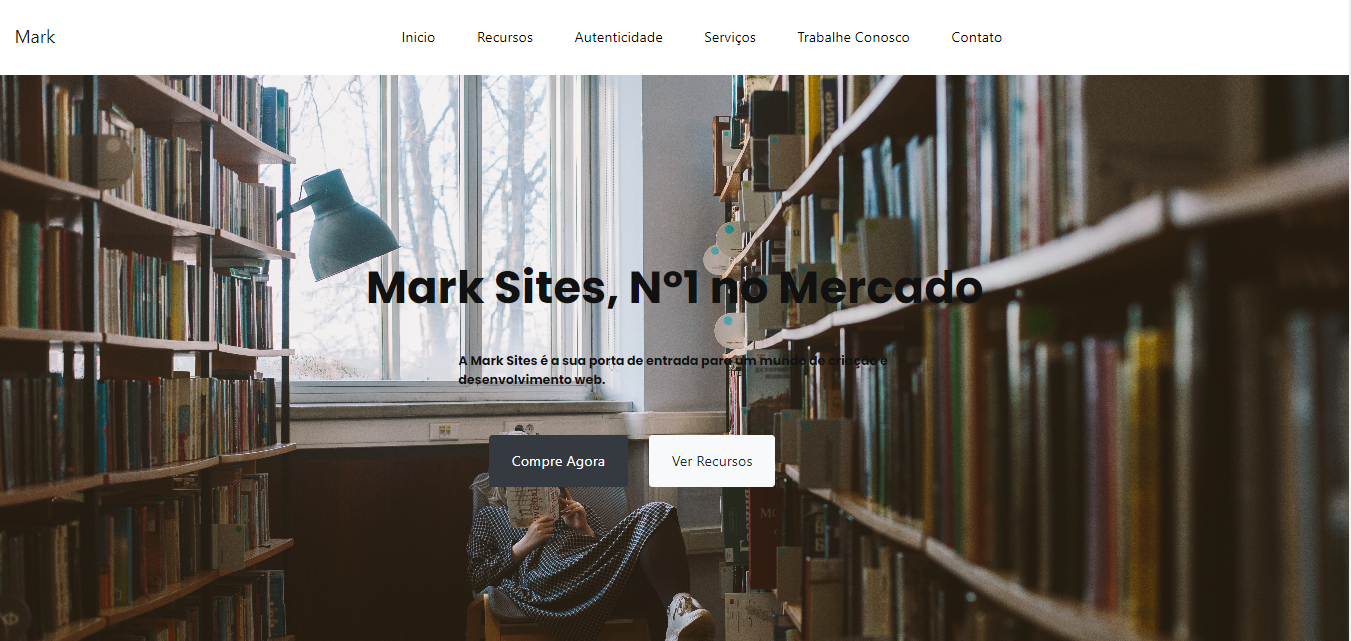 Mark
Inicio Recursos Autenticidade Serviços Trabalhe Conosco Contato
Mark Sites, Nº1 no Mercado
A Mark Sites é a sua porta de entrada para um mundo de criação e
desenvolvimento web.
Compre Agora Ver Recursos